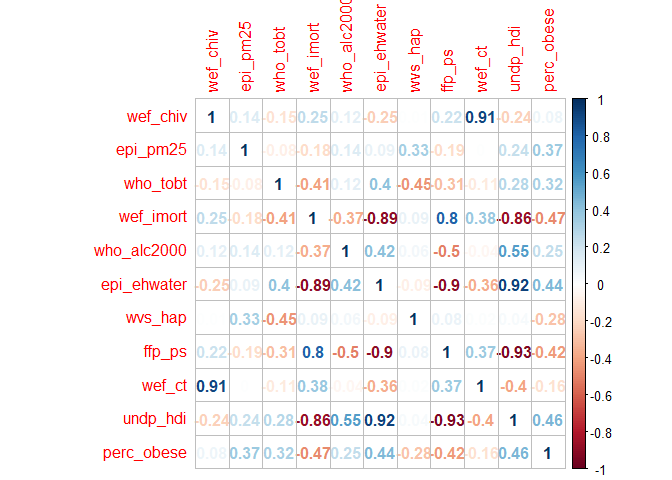 wef_chiv epi_pm25 who_tobt wef_imort who_alc2000 epi_ehwater wvs_hap ffp_ps wef_ct undp_hdi perc_obese
wef_chiv 1 0.14 -0.15 0.25 0.12 -0.25 0.22 0.91 -0.24 0.08
epi_pm25 0.14 1 -0.08 -0.18 0.14 0.09 0.33 -0.19 0.24 0.37
who_tobt -0.15 -0.08 1 -0.41 0.12 0.4 -0.45 -0.31 -0.11 0.28 0.32
wef_imort 0.25 -0.18 -0.41 1 -0.37 -0.89 0.09 0.8 0.38 -0.86 -0.47
who_alc2000 0.12 0.14 0.12 -0.37 1 0.42 0.06 -0.5 -0.04 0.55 0.25
epi_ehwater -0.25 0.09 0.4 -0.89 0.42 1 -0.09 -0.9 -0.36 0.92 0.44
wvs_hap 0.33 -0.45 0.09 0.06 -0.09 1 0.08 0.04 -0.28
ffp_ps 0.22 -0.19 -0.31 0.8 -0.5 -0.9 0.08 1 0.37 -0.93 -0.42
wef_ct 0.91 -0.11 0.38 -0.04 -0.36 0.37 1 -0.4 -0.16
undp_hdi -0.24 0.24 0.28 -0.86 0.55 0.92 0.04 -0.93 -0.4 1 0.46
perc_obese 0.08 0.37 0.32 -0.47 0.25 0.44 -0.28 -0.42 -0.16 0.46 1
1
0.8
0.6
0.4
0.2
0
-0.2
-0.4
-0.6
-0.8
-1